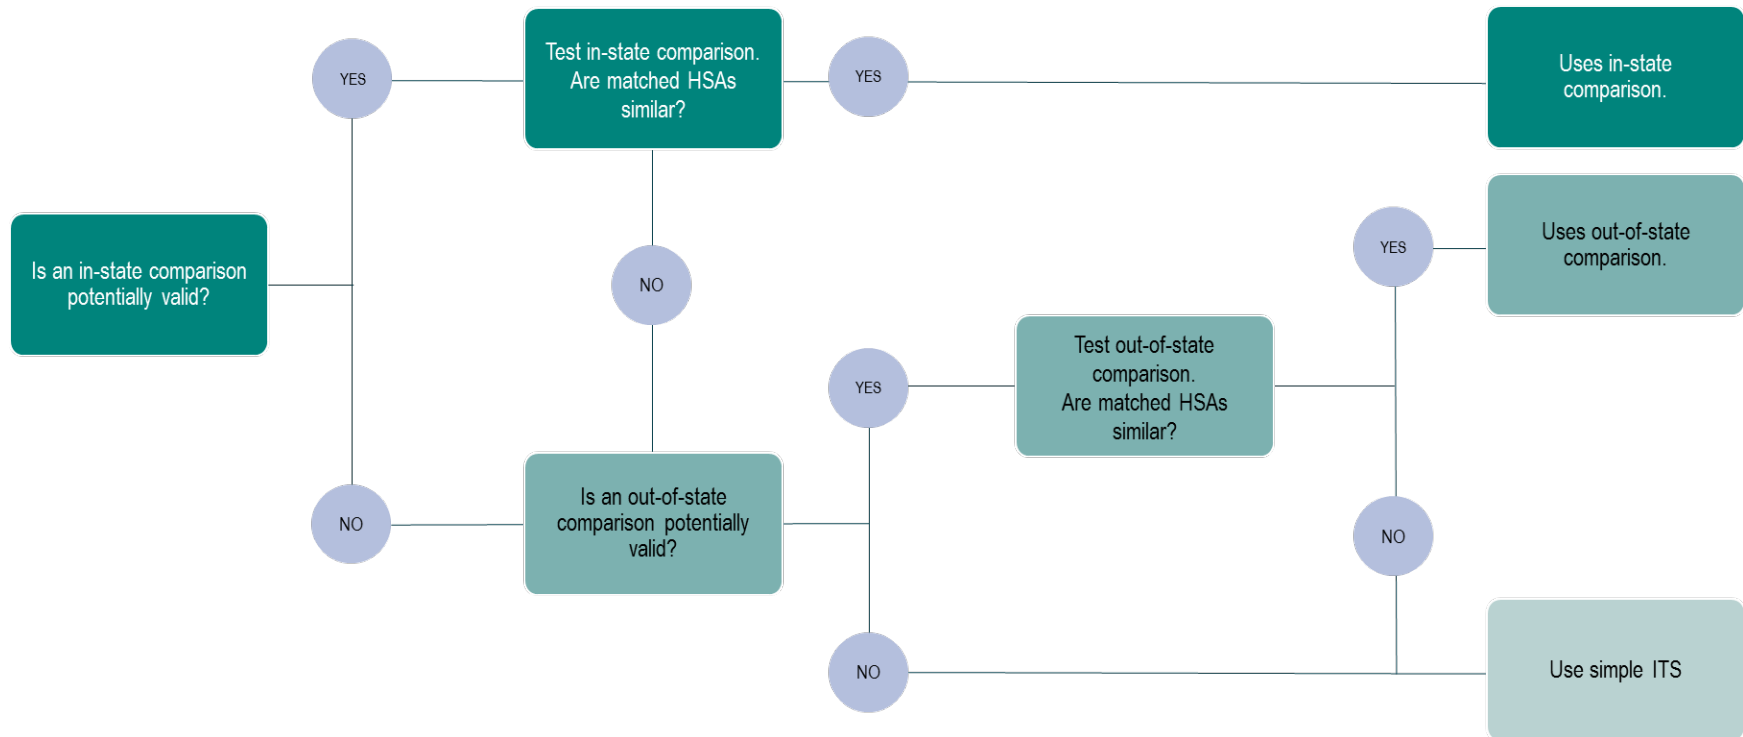 Is an in-state comparison
potentially valid?
YES
NO
Test in-state comparison.
Are matched HSAs
similar?
YES
NO
Uses in-state
comparison.
Is an out-of-state
comparison potentially
valid?
YES
NO
Test out-of-state
comparison.
Are matched HSAs
similar?
YES
NO
Uses out-of-state
comparison.
Use simple ITS